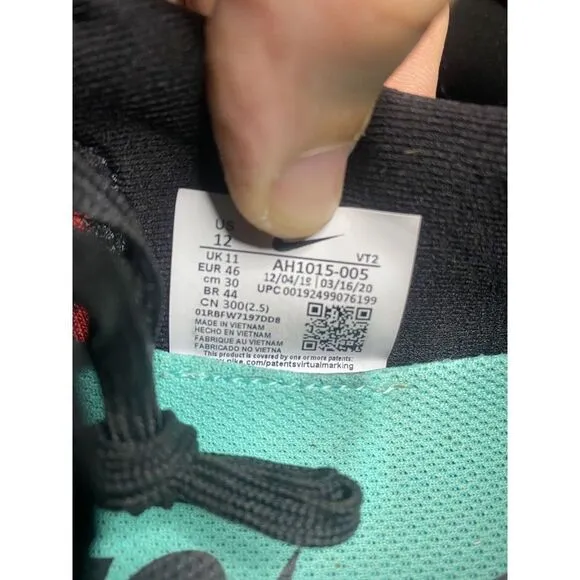 US
12
UK 11
EUR 46
cm 30
BR 44
CN 300(2.5)
01RBFW7197DD8
VT2
AH1015-005
12/04/18 | 03/16/20
UPC 00192499076199
MADE IN VIETNAM
HECHO EN VIETNAM
FABRIQUE AU VIETNAM
FABRICADO NO VIETNA
This product is covered by one or more patents:
nike.com/patentsvirtualmarking